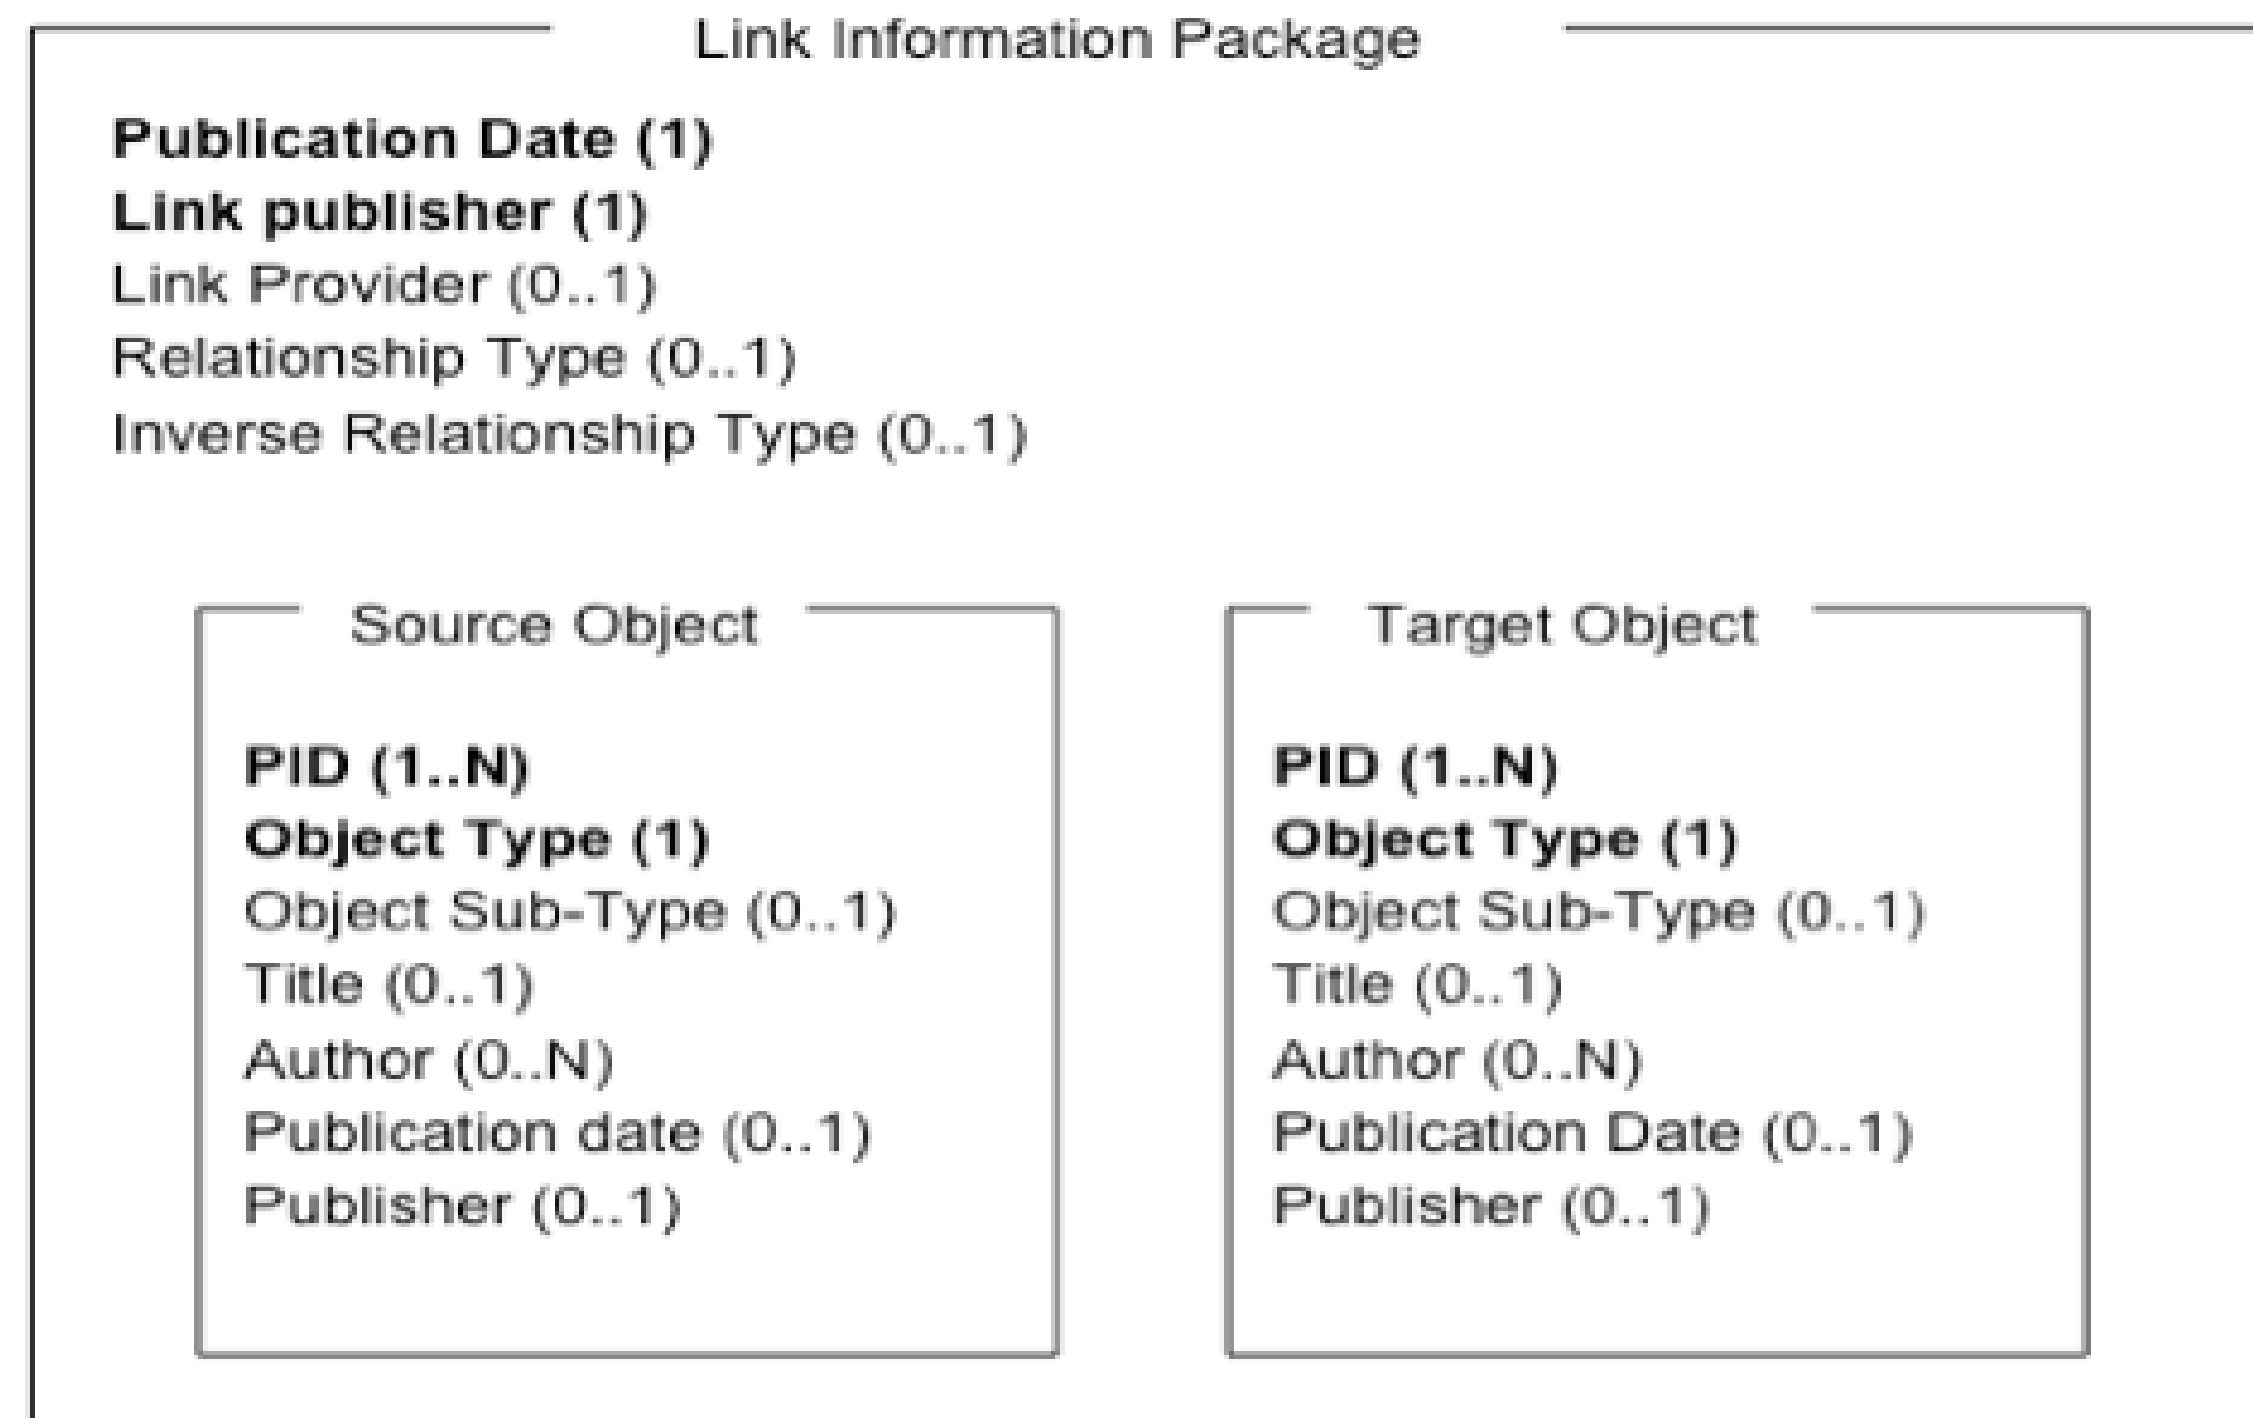 Link Information Package
Publication Date (1)
Link publisher (1)
Link Provider (0..1)
Relationship Type (0..1)
Inverse Relationship Type (0..1)
Source Object
PID (1..N)
Object Type (1)
Object Sub-Type (0..1)
Title (0..1)
Author (0..N)
Publication date (0..1)
Publisher (0..1)
Target Object
PID (1..N)
Object Type (1)
Object Sub-Type (0..1)
Title (0..1)
Author (0..N)
Publication Date (0..1)
Publisher (0..1)